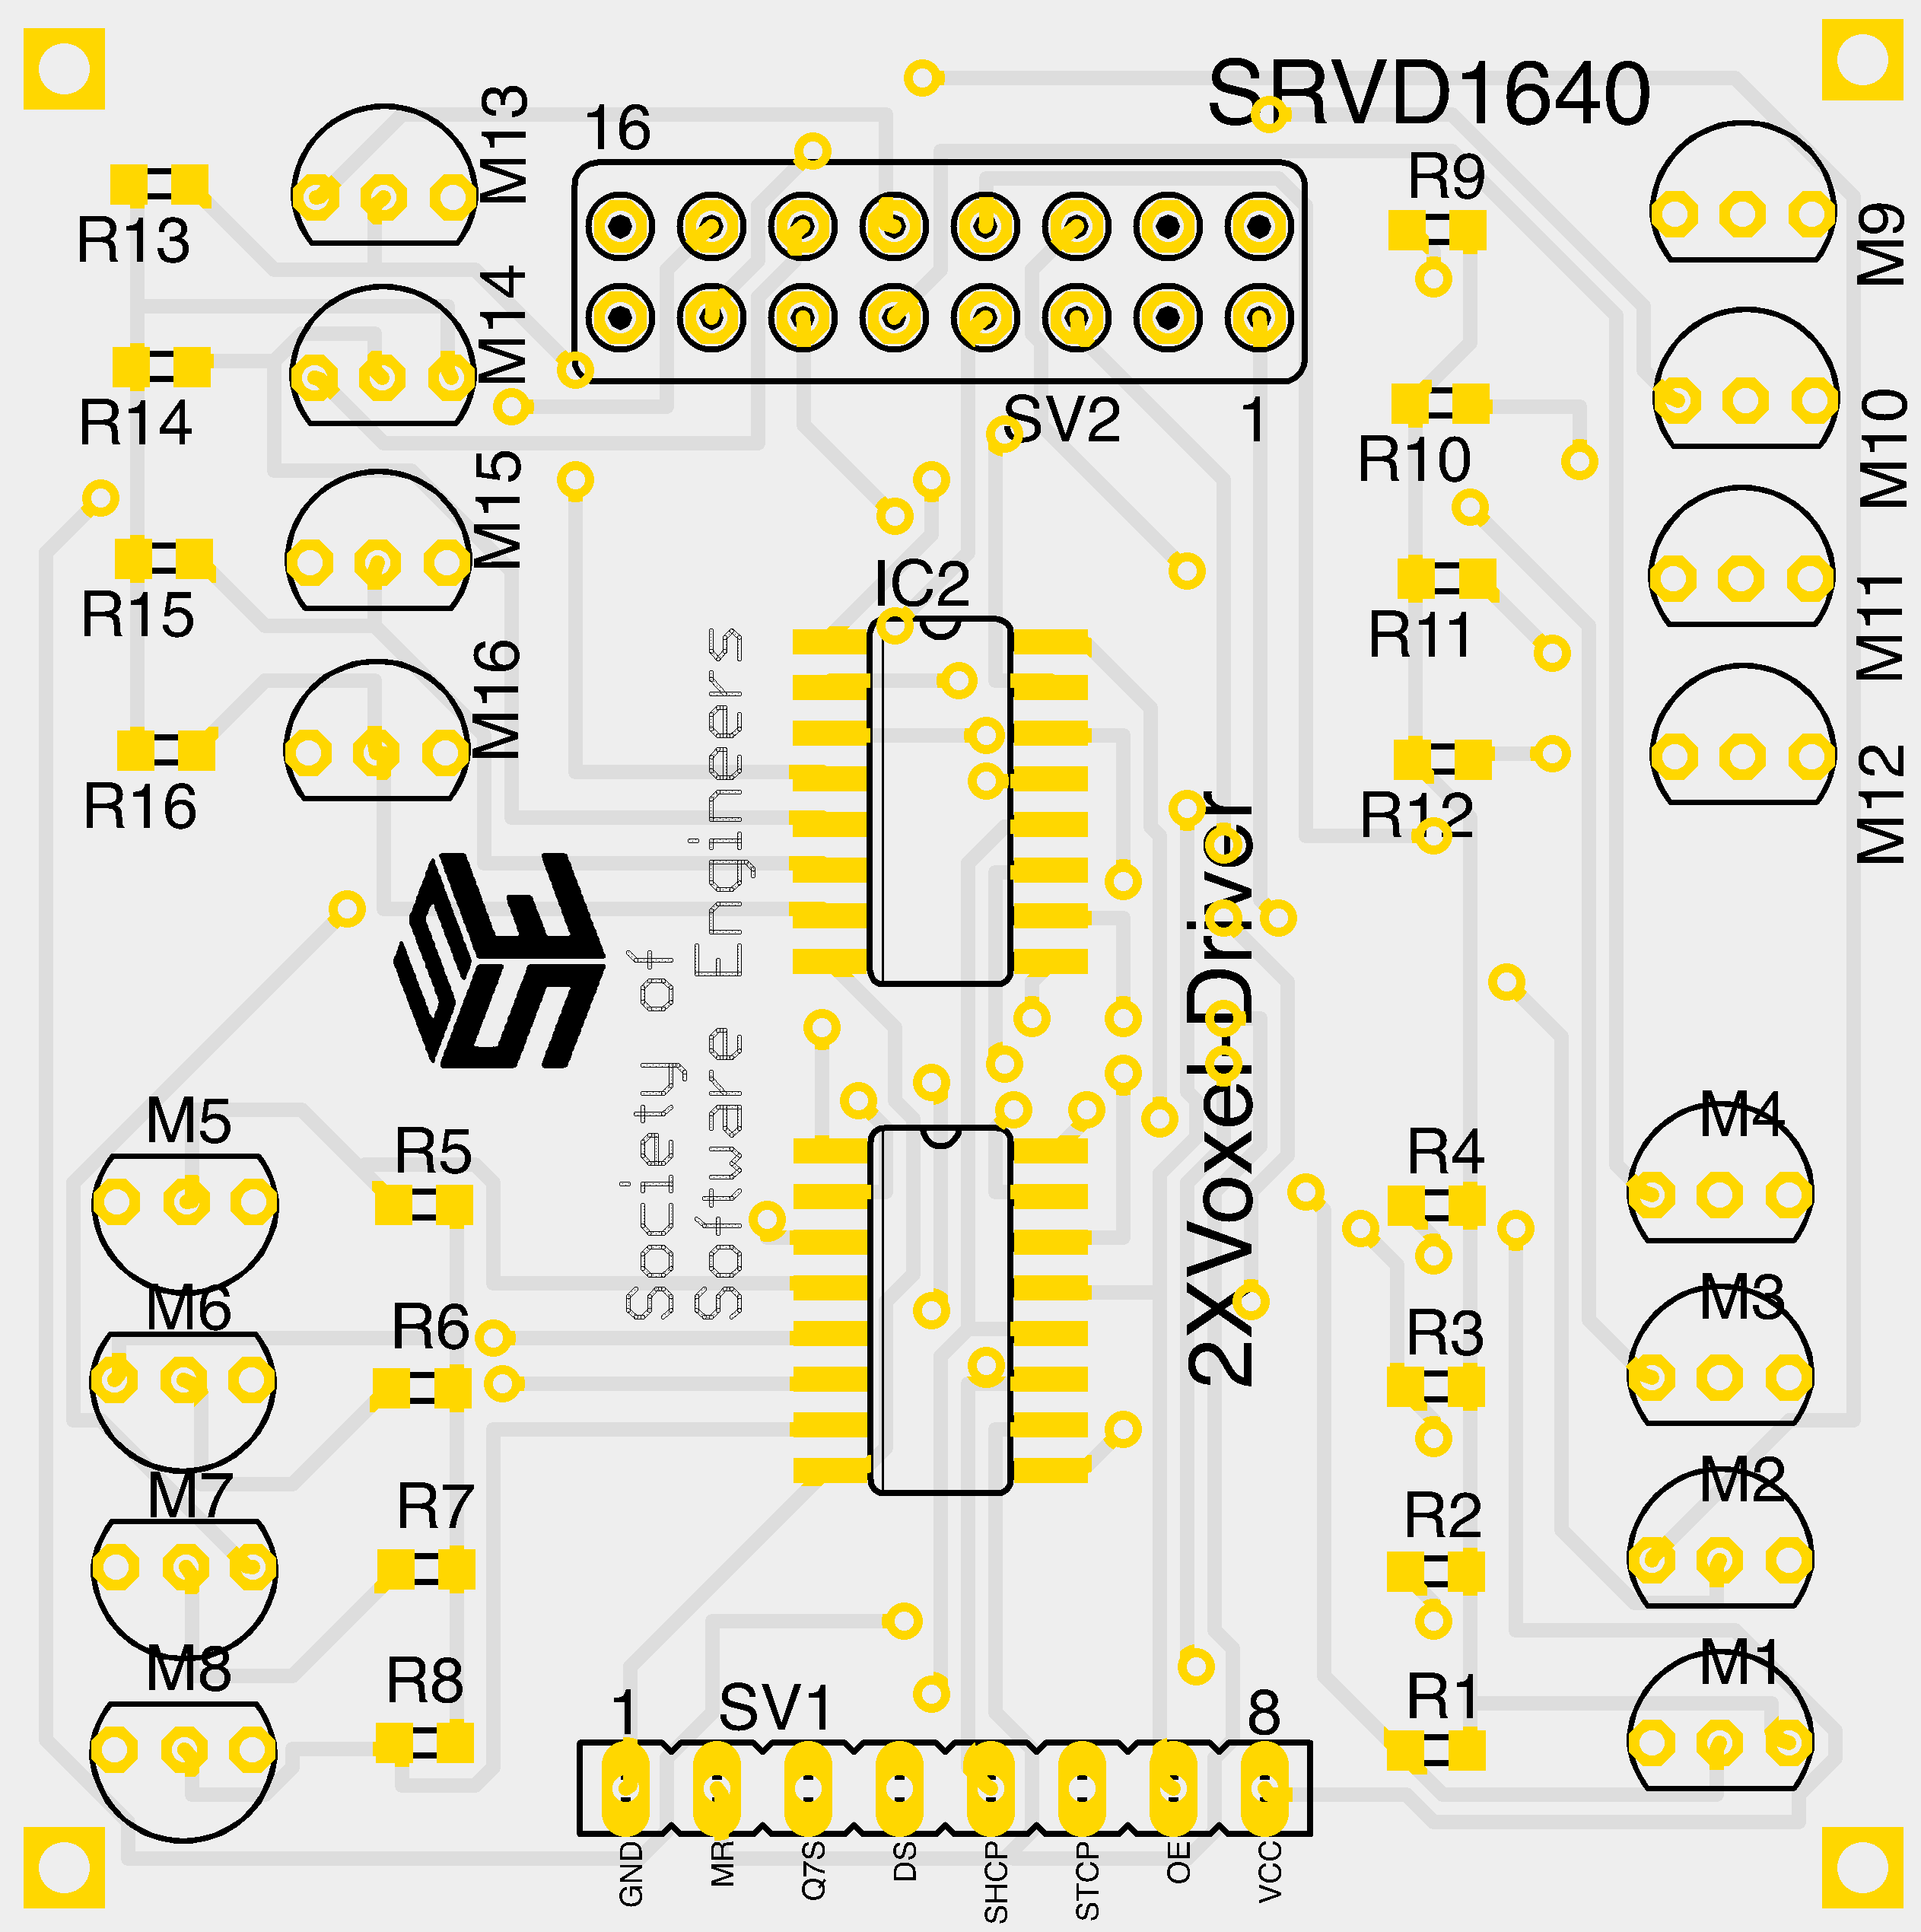 SRVD1640
16
M13
R13
R9
M9
M14
R14
SV2
1
R10
M10
M15
R15
IC2
R11
M11
M16
R16
R12
M12
Society of
Software Engineers
2XVoxel-Driver
M5
R5
R4
M4
M6
R6
R3
M3
M7
R7
R2
M2
M8
R8
1
SV1
8
R1
M1
GND
MR
Q7S
DS
SHCP
STCP
OE
VCC